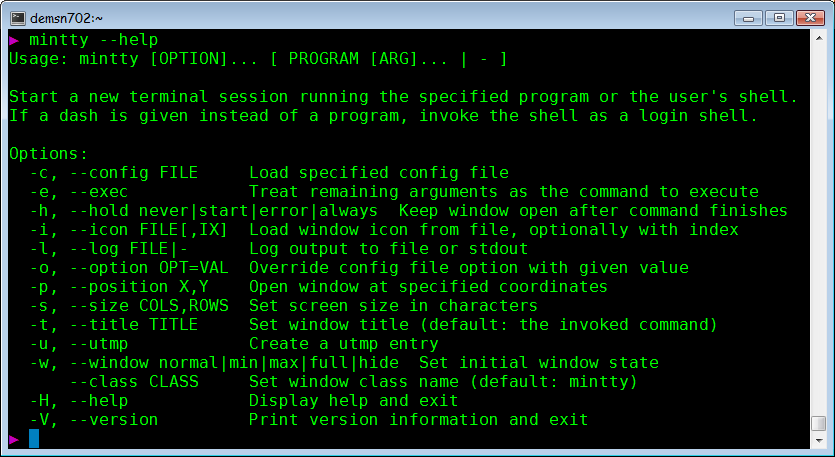 demsn702:~
► mintty --help
Usage: mintty [OPTION]... [ PROGRAM [ARG]... | - ]

Start a new terminal session running the specified program or the user's shell.
If a dash is given instead of a program, invoke the shell as a login shell.

Options:
  -c, --config FILE     Load specified config file
  -e, --exec            Treat remaining arguments as the command to execute
  -h, --hold never|start|error|always  Keep window open after command finishes
  -i, --icon FILE[,IX]  Load window icon from file, optionally with index
  -l, --log FILE|-      Log output to file or stdout
  -o, --option OPT=VAL  Override config file option with given value
  -p, --position X,Y    Open window at specified coordinates
  -s, --size COLS,ROWS  Set screen size in characters
  -t, --title TITLE     Set window title (default: the invoked command)
  -u, --utmp            Create a utmp entry
  -w, --window normal|min|max|full|hide  Set initial window state
      --class CLASS     Set window class name (default: mintty)
  -H, --help            Display help and exit
  -V, --version         Print version information and exit
►